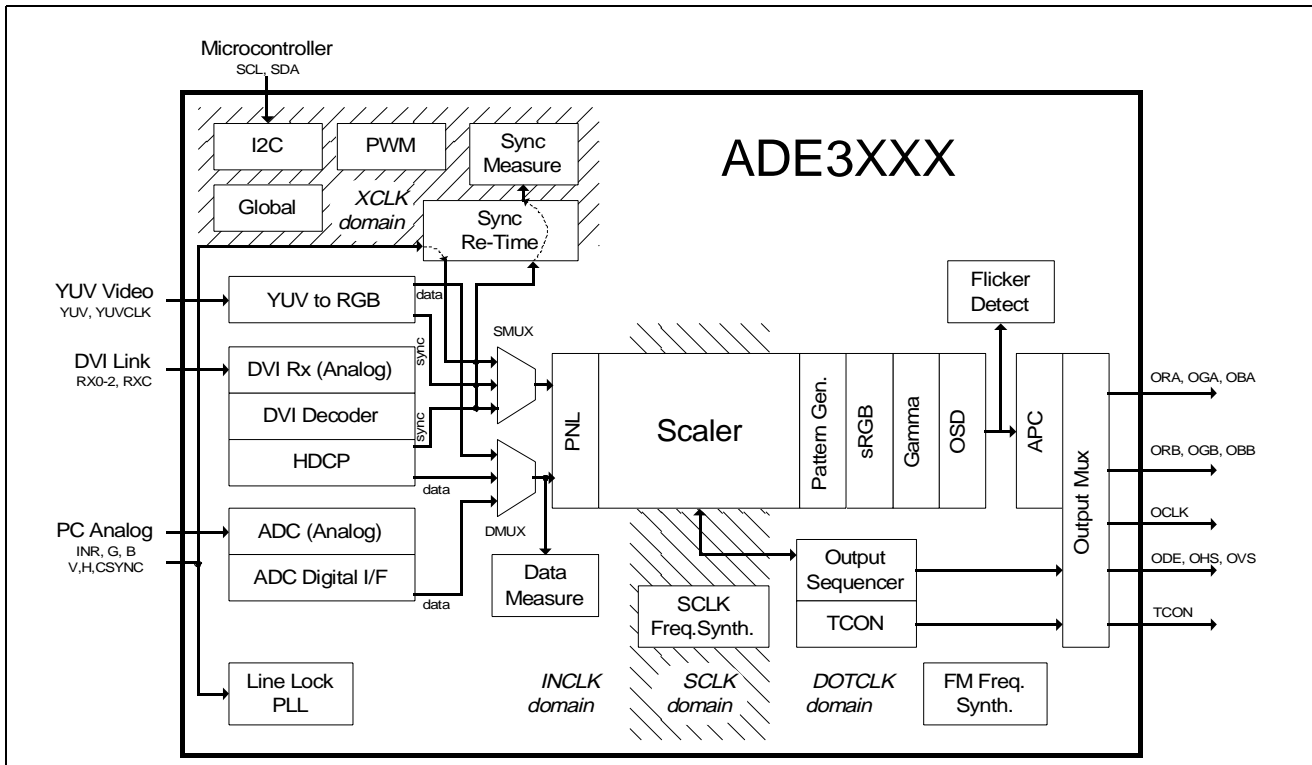 Microcontroller
SCL, SDA
ADE3XXX
I2C
PWM
Sync
Measure
Global
XCLK
domain
Sync
Re-Time
YUV Video
YUV, YUVCLK
YUV to RGB
data
sync
SMUX
Flicker
Detect
DVI Link
RX0-2, RXC
DVI Rx (Analog)
DVI Decoder
sync
HDCP
data
DMUX
PNL
Scaler
Pattern Gen.
sRGB
Gamma
OSD
APC
Output Mux
ORA, OGA, OBA
ORB, OGB, OBB
OCLK
ODE, OHS, OVS
TCON
PC Analog
INR, G, B
V,H,CSYNC
ADC (Analog)
ADC Digital I/F
data
Data
Measure
SCLK
Freq.Synth.
Output
Sequencer
TCON
Line Lock
PLL
INCLK
domain
SCLK
domain
DOTCLK
domain
FM Freq.
Synth.